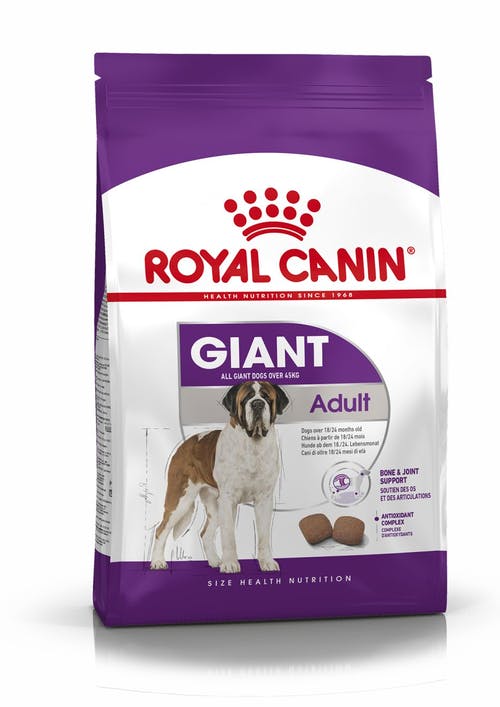 ROYAL CANIN®
HEALTH NUTRITION SINCE 1968
GIANT
ALL GIANT DOGS OVER 45KG
Adult
Dogs over 18/24 months old
Chiens à partir de 18/24 mois
Hunde ab dem 18./24. Lebensmonat
Cani di oltre 18/24 mesi di età
BONE & JOINT
SUPPORT
SOUTIEN DES OS
ET DES ARTICULATIONS
ANTIOXIDANT
COMPLEX
COMPLEXE
D'ANTIOXYDANTS
SIZE HEALTH NUTRITION